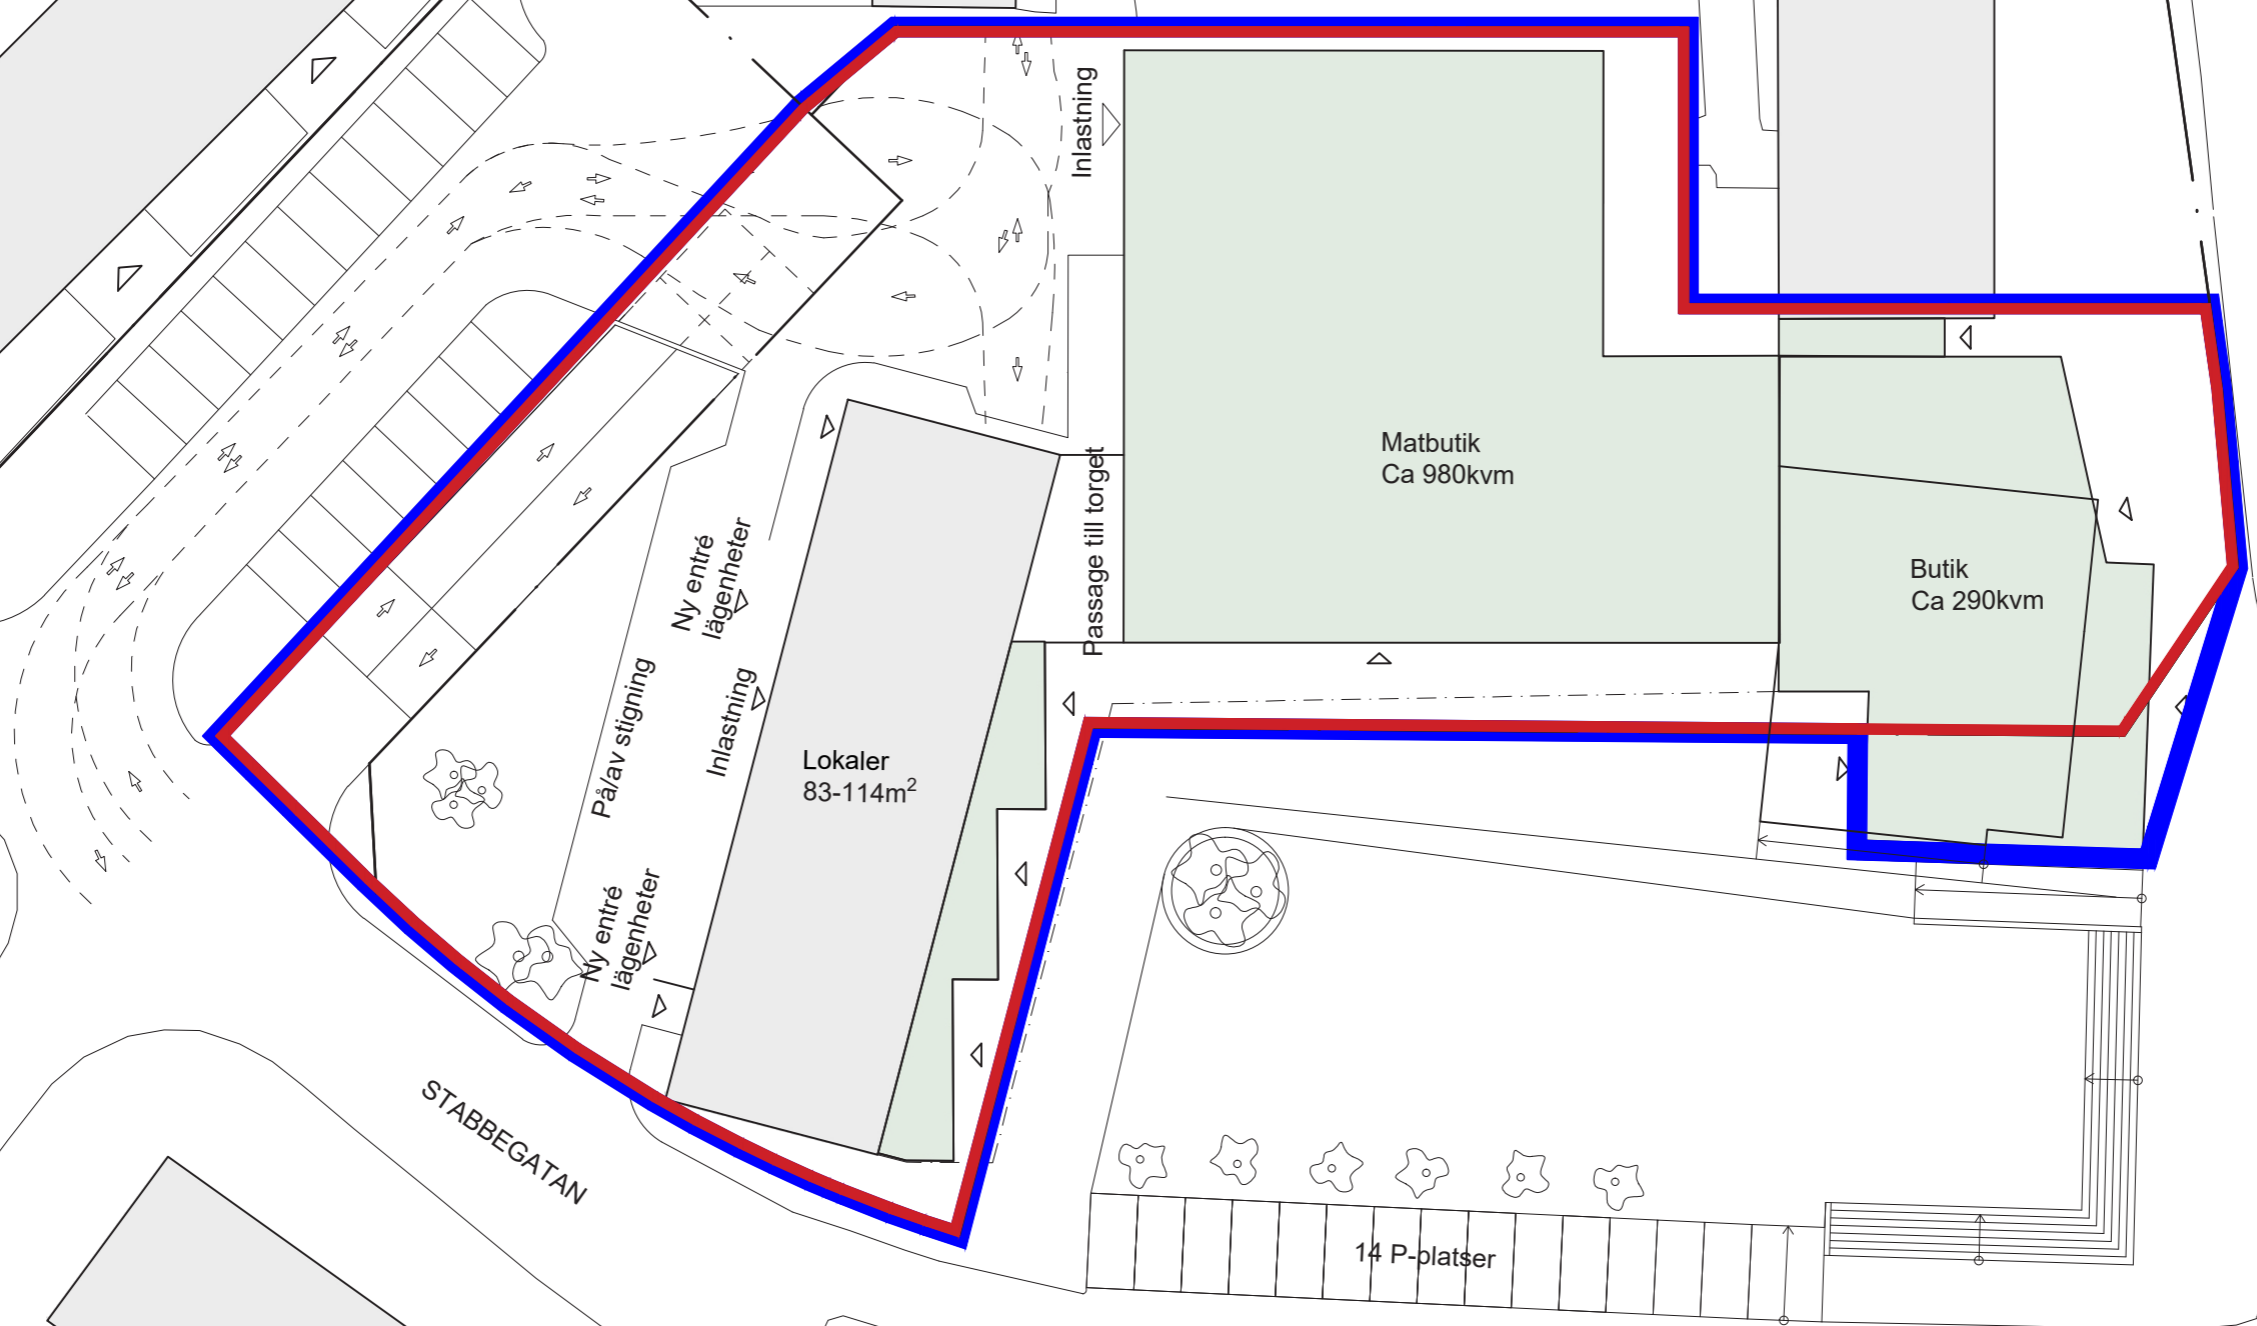 Inlastning
Matbutik
Ca 980kvm
Passage till torget
Ny entré
lägenheter
Butik
Ca 290kvm
På/av stigning
Inlastning
Lokaler
83-114m²
Ny entré
lägenheter
STABBEGATAN
14 P-platser